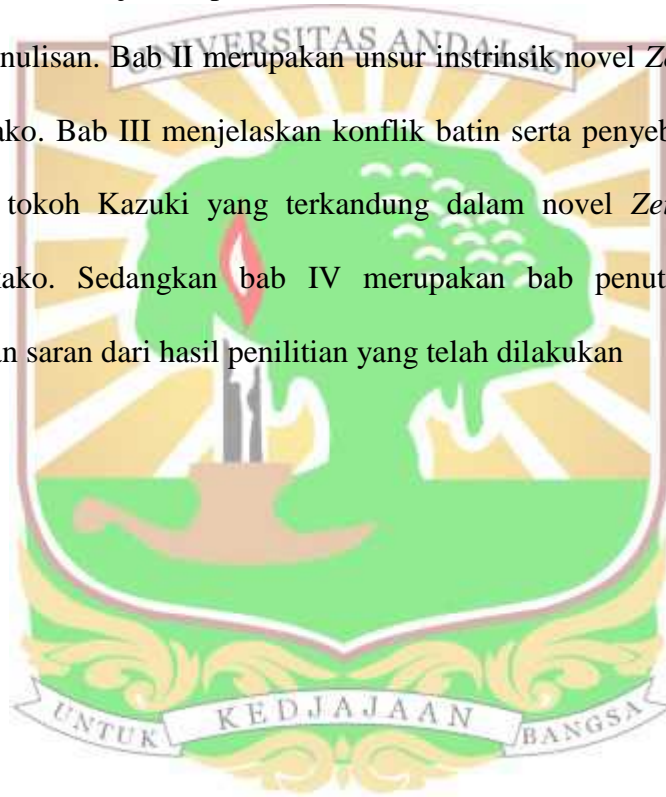 UNIVERSITAS ANDALAS
nulisan. Bab II merupakan unsur instrinsik novel Ze
ako. Bab III menjelaskan konflik batin serta penyeb
tokoh Kazuki yang terkandung dalam novel Ze
kako. Sedangkan bab IV merupakan bab penut
an saran dari hasil penilitian yang telah dilakukan
UNTUK KEDJAJAAN BANGSA